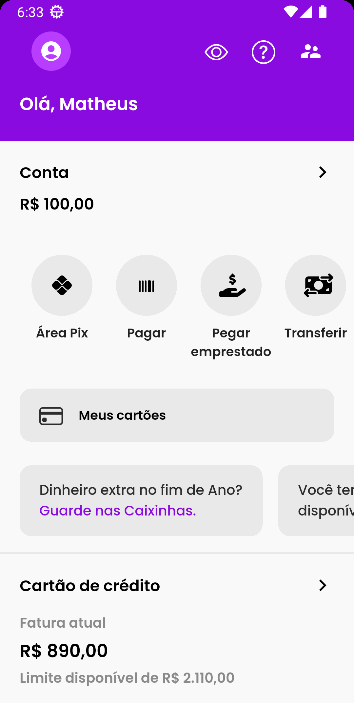 6:33
Olá, Matheus
Conta
R$ 100,00
Área Pix
Pagar
Pegar
emprestado
Transferir
Meus cartões
Dinheiro extra no fim de Ano?
Guarde nas Caixinhas.
Você ter
disponív
Cartão de crédito
Fatura atual
R$ 890,00
Limite disponível de R$ 2.110,00